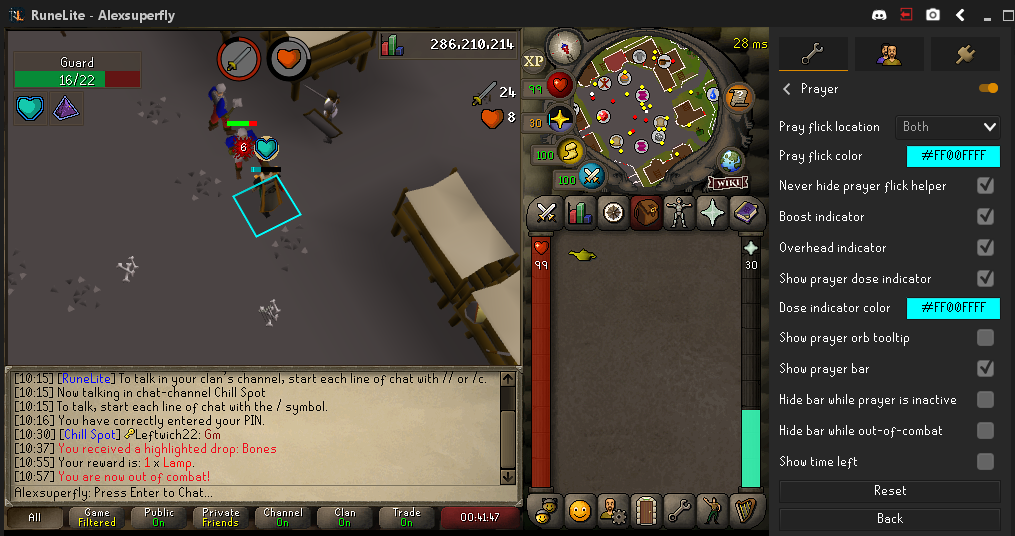 RuneLite - Alexsuperfly
Guard
16/22
286,210,214
24
8
6
XP
28 ms
99
30
100
100
WIKI
99
30
[10:15] [RuneLite] To talk in your clan's channel, start each line of chat with // or /c.
[10:15] Now talking in chat-channel Chill Spot
[10:15] To talk, start each line of chat with the / symbol.
[10:16] You have correctly entered your PIN.
[10:30] [Chill Spot] Leftwich22: Gm
[10:37] You received a highlighted drop: Bones
[10:55] Your reward is: 1 x Lamp.
[10:57] You are now out of combat!
Alexsuperfly: Press Enter to Chat...
All
Game
Filtered
Public
On
Private
Friends
Channel
On
Clan
On
Trade
On
00:41:47
Prayer
Pray flick location
Both
Pray flick color
#FF00FFFF
Never hide prayer flick helper
Boost indicator
Overhead indicator
Show prayer dose indicator
Dose indicator color
#FF00FFFF
Show prayer orb tooltip
Show prayer bar
Hide bar while prayer is inactive
Hide bar while out-of-combat
Show time left
Reset
Back